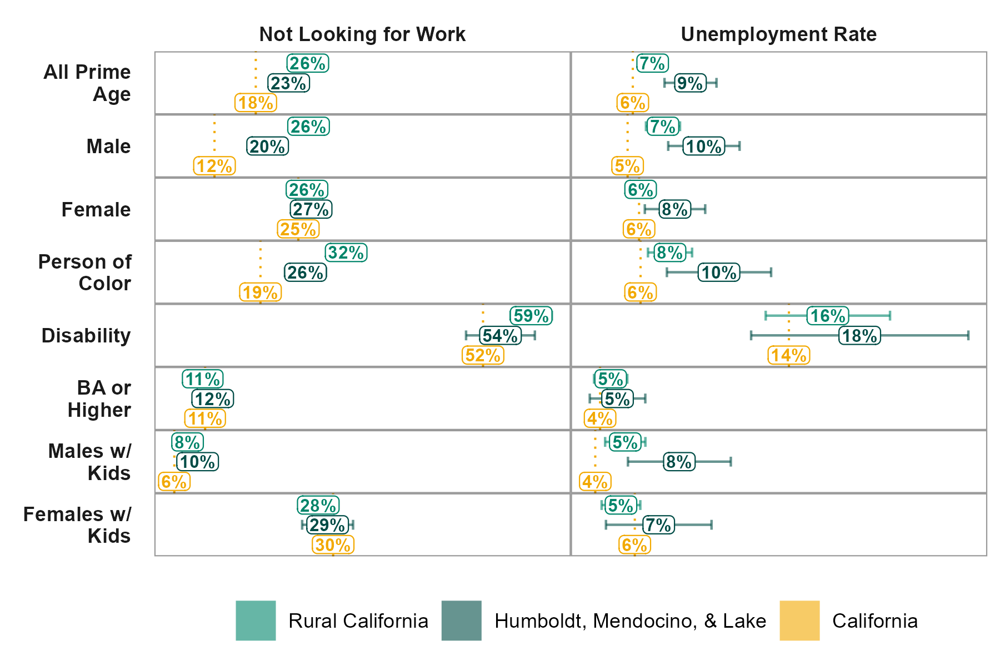 Not Looking for Work
Unemployment Rate
All Prime
Age
26%
23%
18%
7%
9%
6%
Male
26%
20%
12%
7%
10%
5%
Female
26%
27%
25%
6%
8%
6%
Person of
Color
32%
26%
19%
8%
10%
6%
Disability
59%
54%
52%
16%
18%
14%
BA or
Higher
11%
12%
11%
5%
5%
4%
Males w/
Kids
8%
10%
6%
5%
8%
4%
Females w/
Kids
28%
29%
30%
5%
7%
6%
Rural California
Humboldt, Mendocino, & Lake
California